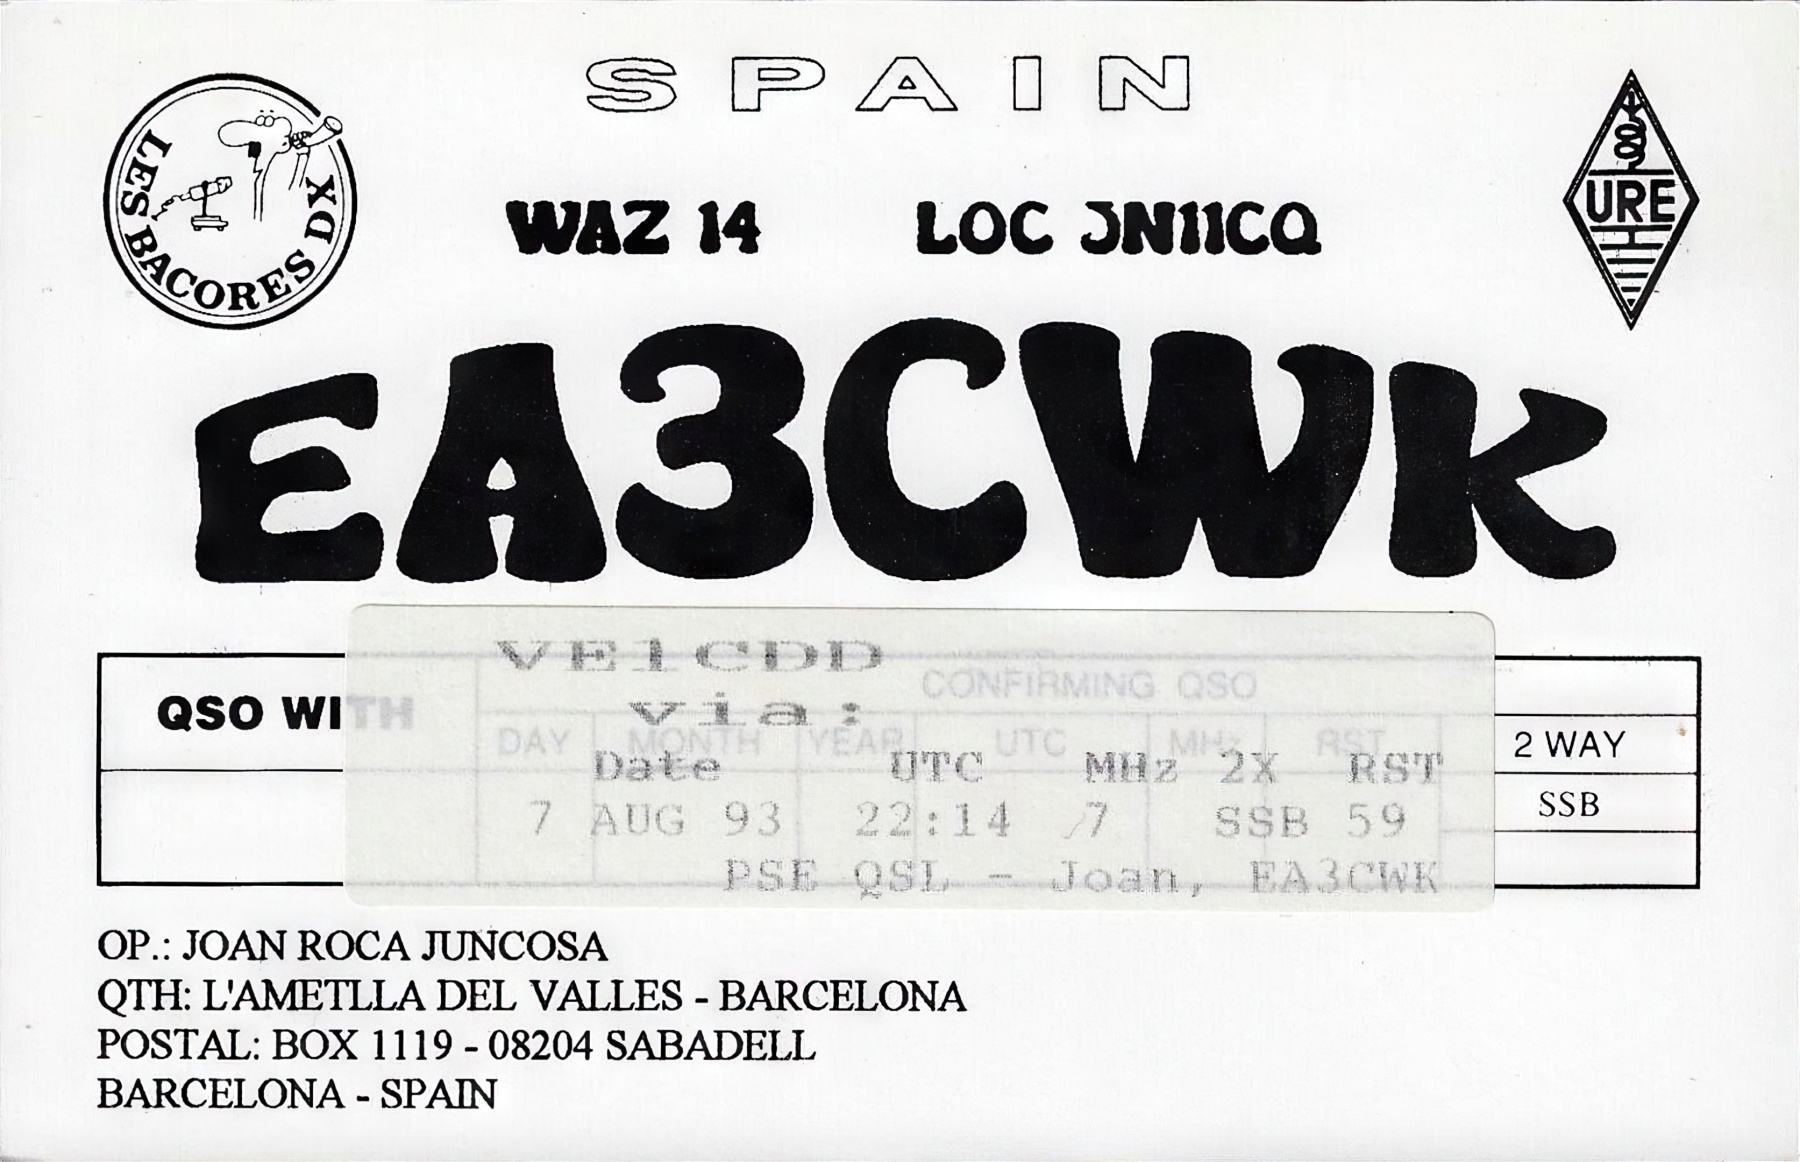 SPAIN
LES BACORES DX
URE
WAZ 14 LOC JN11CQ
EA3CWK
VE1CDD
CONFIRMING QSO
QSO WITH
via:
DAY MONTH YEAR UTC MHz RST 2 WAY
Date UTC MHz 2X RST
7 AUG 93 22:14 7 SSB 59
SSB
PSE QSL - Joan, EA3CWK
OP.: JOAN ROCA JUNCOSA
QTH: L'AMETLLA DEL VALLES - BARCELONA
POSTAL: BOX 1119 - 08204 SABADELL
BARCELONA - SPAIN